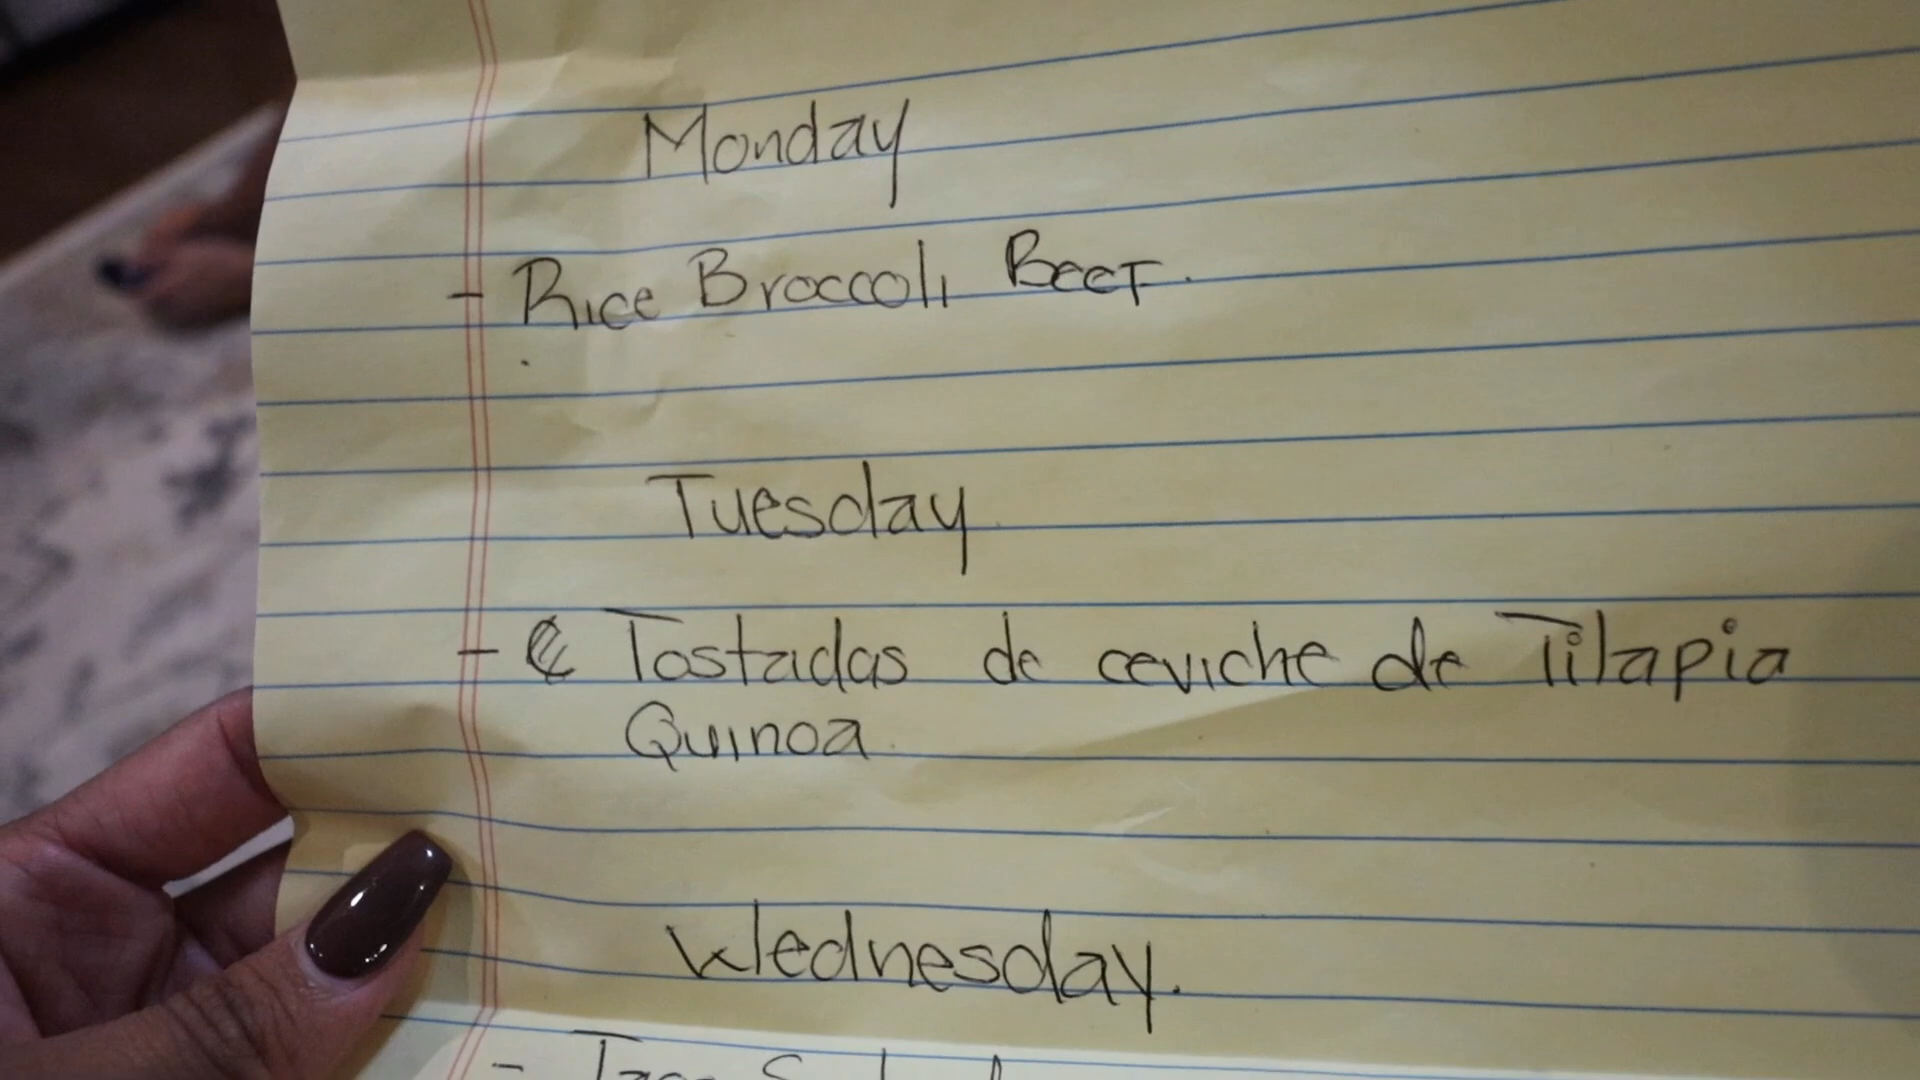 Monday
- Rice Broccoli Beef.
Tuesday
- Tostadas de ceviche de Tilapia
Quinoa
Wednesday.
-